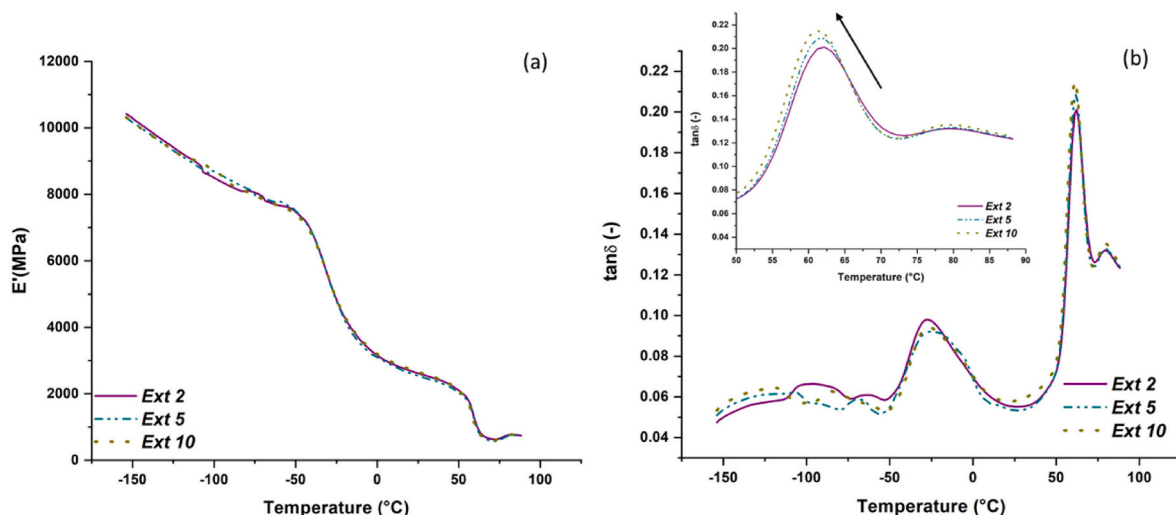 (a)
E'(MPa)
12000
10000
8000
6000
4000
2000
0
Ext 2
Ext 5
Ext 10
-150
-100
-50
0
50
100
Temperature (°C)
(b)
tanδ (-)
0.22
0.20
0.18
0.16
0.14
0.12
0.10
0.08
0.06
0.04
Ext 2
Ext 5
Ext 10
50
55
60
65
70
75
80
85
90
Temperature (°C)
tanδ (-)
0.22
0.20
0.18
0.16
0.14
0.12
0.10
0.08
0.06
0.04
Ext 2
Ext 5
Ext 10
-150
-100
-50
0
50
100
Temperature (°C)